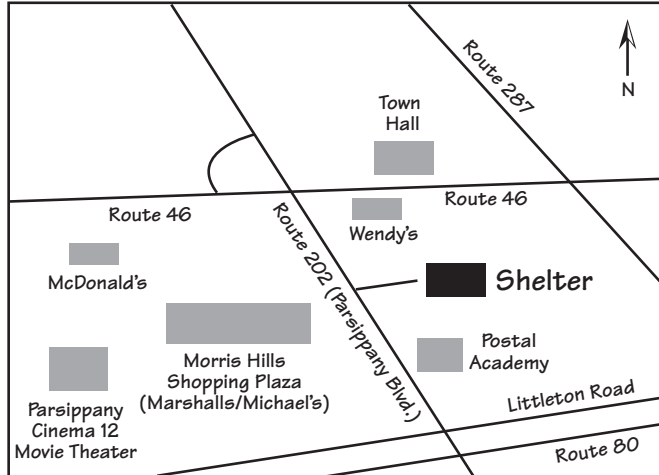 Route 287
N
Town
Hall
Route 46
Route 46
Wendy's
Route 202 (Parsippany Blvd.)
McDonald's
Shelter
Morris Hills
Shopping Plaza
(Marshalls/Michael's)
Postal
Academy
Parsippany
Cinema 12
Movie Theater
Littleton Road
Route 80